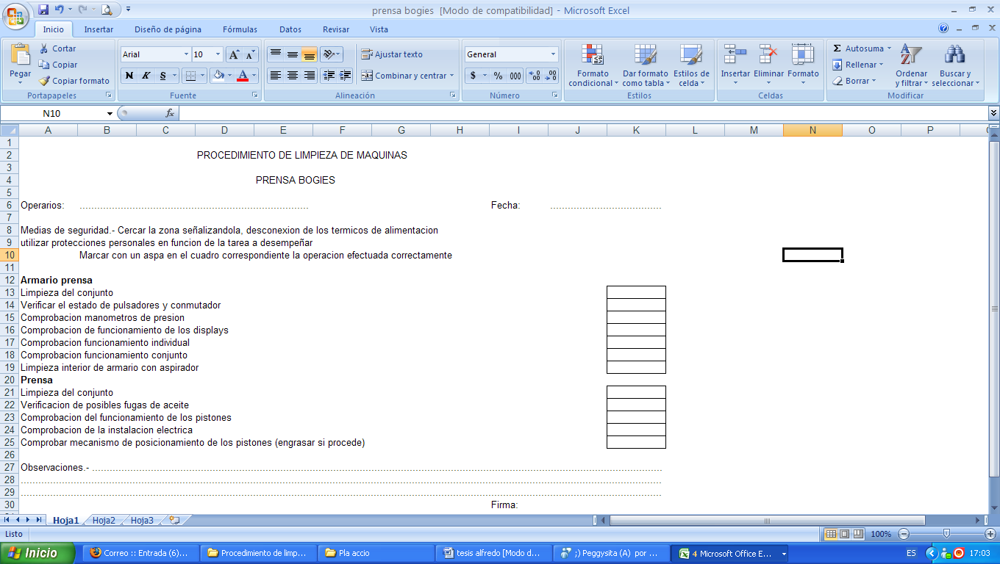 prensa bogies [Modo de compatibilidad] - Microsoft Excel
Inicio Insertar Diseño de página Fórmulas Datos Revisar Vista
Pegar
Cortar
Copiar
Copiar formato
Portapapeles
Arial 10
N K S
Fuente
Ajustar texto
Combinar y centrar
Alineación
General
$ % 000
Número
Formato condicional
Dar formato como tabla
Estilos de celda
Estilos
Insertar Eliminar Formato
Celdas
Autosuma
Rellenar
Borrar
Ordenar y filtrar
Buscar y seleccionar
Modificar
N10 fx
A B C D E F G H I J K L M N O P
1
2 PROCEDIMIENTO DE LIMPIEZA DE MAQUINAS
3
4 PRENSA BOGIES
5
6 Operarios: Fecha:
7
8 Medias de seguridad.- Cercar la zona señalizandola, desconexion de los termicos de alimentacion
9 utilizar protecciones personales en funcion de la tarea a desempeñar
10 Marcar con un aspa en el cuadro correspondiente la operacion efectuada correctamente
11
12 Armario prensa
13 Limpieza del conjunto
14 Verificar el estado de pulsadores y conmutador
15 Comprobacion manometros de presion
16 Comprobacion de funcionamiento de los displays
17 Comprobacion funcionamiento individual
18 Comprobacion funcionamiento conjunto
19 Limpieza interior de armario con aspirador
20 Prensa
21 Limpieza del conjunto
22 Verificacion de posibles fugas de aceite
23 Comprobacion del funcionamiento de los pistones
24 Comprobacion de la instalacion electrica
25 Comprobar mecanismo de posicionamiento de los pistones (engrasar si procede)
26
27 Observaciones.-
28
29
30 Firma:
Hoja1 Hoja2 Hoja3
Listo 100%
Inicio Correo :: Entrada (6)... Procedimiento de limp... Pla accio tesis alfredo [Modo d... ;) Peggysita (A) por ... 4 Microsoft Office E... ES 17:03